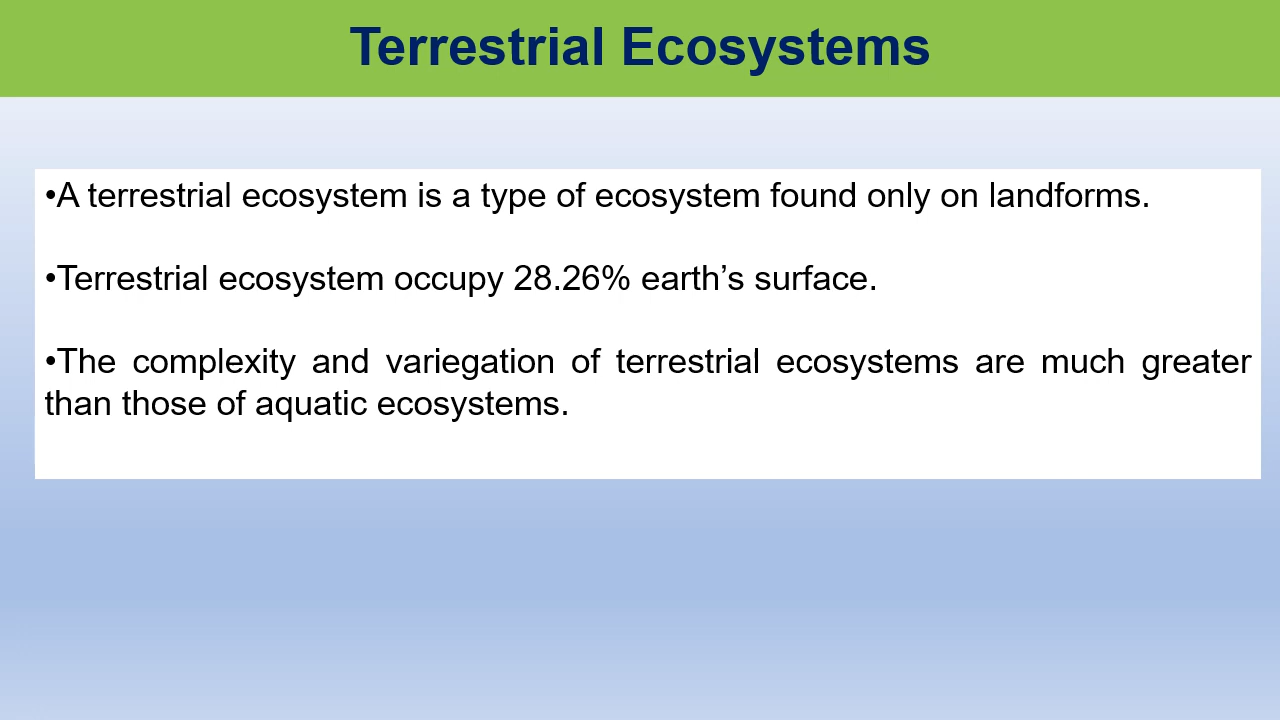 Terrestrial Ecosystems
•A terrestrial ecosystem is a type of ecosystem found only on landforms.
•Terrestrial ecosystem occupy 28.26% earth’s surface.
•The complexity and variegation of terrestrial ecosystems are much greater
than those of aquatic ecosystems.